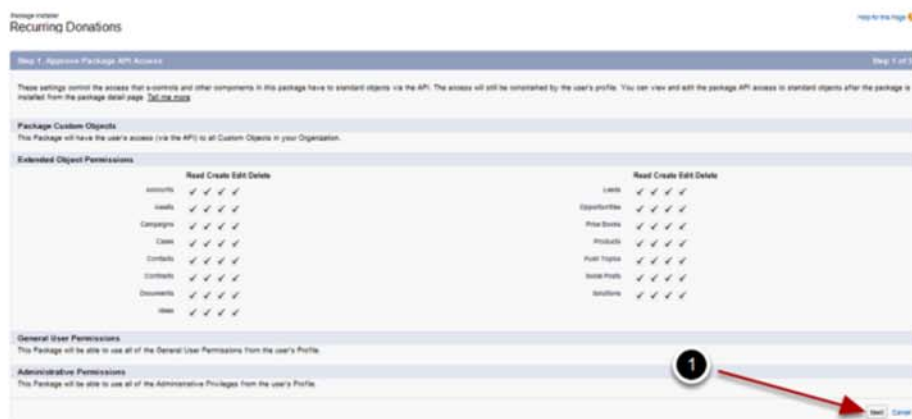 Package Installer
Recurring Donations
Help for this Page
Step 1. Approve Package API Access
Step 1 of 3
These settings control the access that s-controls and other components in this package have to standard objects via the API. The access will still be constrained by the user's profile. You can view and edit the package API access to standard objects after the package is
installed from the package detail page. Tell me more
Package Custom Objects
This Package will have the user's access (via the API) to all Custom Objects in your Organization.
Extended Object Permissions
Read Create Edit Delete
Read Create Edit Delete
Accounts ✓ ✓ ✓ ✓
Leads ✓ ✓ ✓ ✓
Assets ✓ ✓ ✓ ✓
Opportunities ✓ ✓ ✓ ✓
Campaigns ✓ ✓ ✓ ✓
Price Books ✓ ✓ ✓ ✓
Cases ✓ ✓ ✓ ✓
Products ✓ ✓ ✓ ✓
Contacts ✓ ✓ ✓ ✓
Push Topics ✓ ✓ ✓ ✓
Contracts ✓ ✓ ✓ ✓
Social Posts ✓ ✓ ✓ ✓
Documents ✓ ✓ ✓ ✓
Solutions ✓ ✓ ✓ ✓
Ideas ✓ ✓ ✓ ✓
General User Permissions
This Package will be able to use all of the General User Permissions from the user's Profile.
Administrative Permissions
This Package will be able to use all of the Administrative Privileges from the user's Profile.
1
Next Cancel